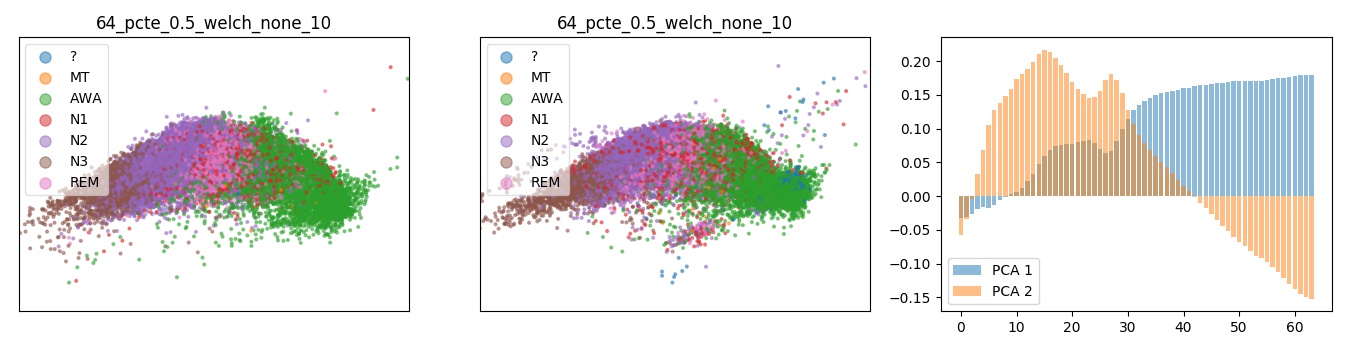 64_pcte_0.5_welch_none_10
?
MT
AWA
N1
N2
N3
REM
64_pcte_0.5_welch_none_10
?
MT
AWA
N1
N2
N3
REM
0.20
0.15
0.10
0.05
0.00
−0.05
−0.10
−0.15
PCA 1
PCA 2
0 10 20 30 40 50 60